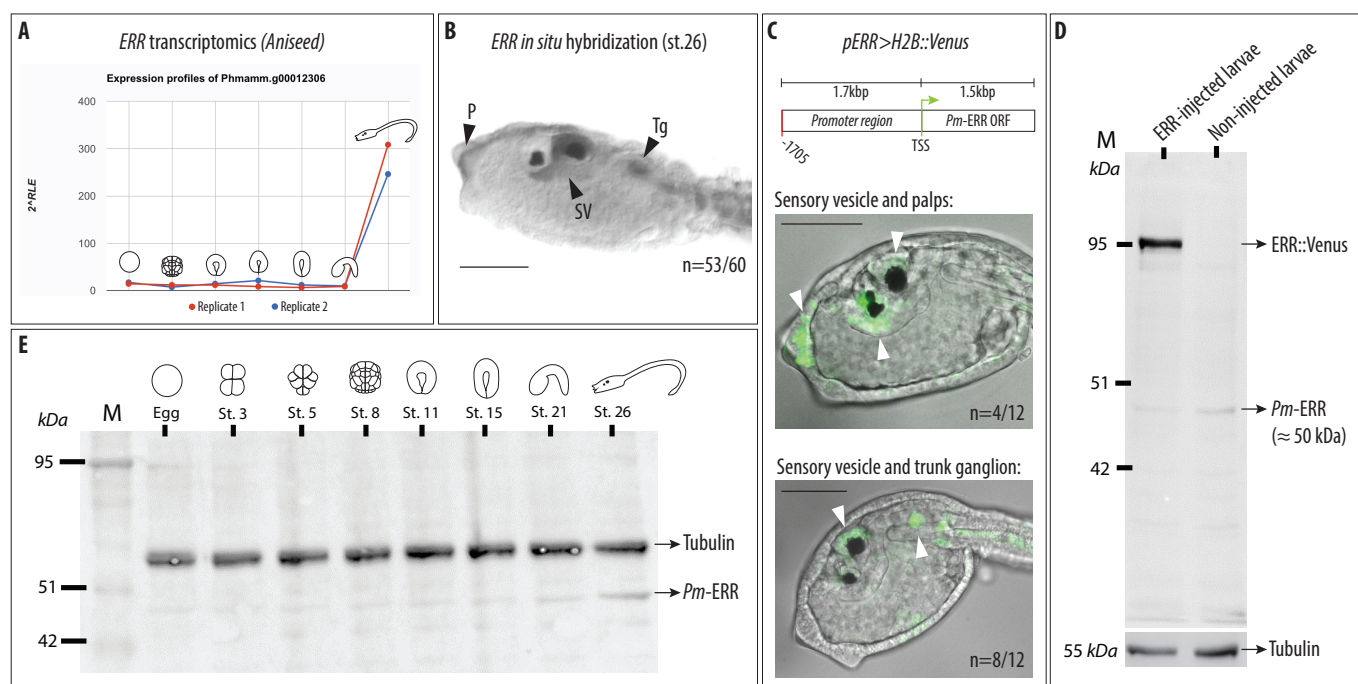 A
ERR transcriptomics (Aniseed)
Expression profiles of Phmamm.g00012306
2^RLE
400
300
200
100
0
Replicate 1
Replicate 2
B
ERR in situ hybridization (st.26)
P
Tg
SV
n=53/60
C
pERR>H2B::Venus
1.7kbp
1.5kbp
Promoter region
Pm-ERR ORF
-1705
TSS
Sensory vesicle and palps:
n=4/12
Sensory vesicle and trunk ganglion:
n=8/12
D
ERR-injected larvae
Non-injected larvae
M
kDa
95
ERR::Venus
51
Pm-ERR
(≈ 50 kDa)
42
55 kDa
Tubulin
E
kDa
M
Egg
St. 3
St. 5
St. 8
St. 11
St. 15
St. 21
St. 26
95
Tubulin
51
Pm-ERR
42